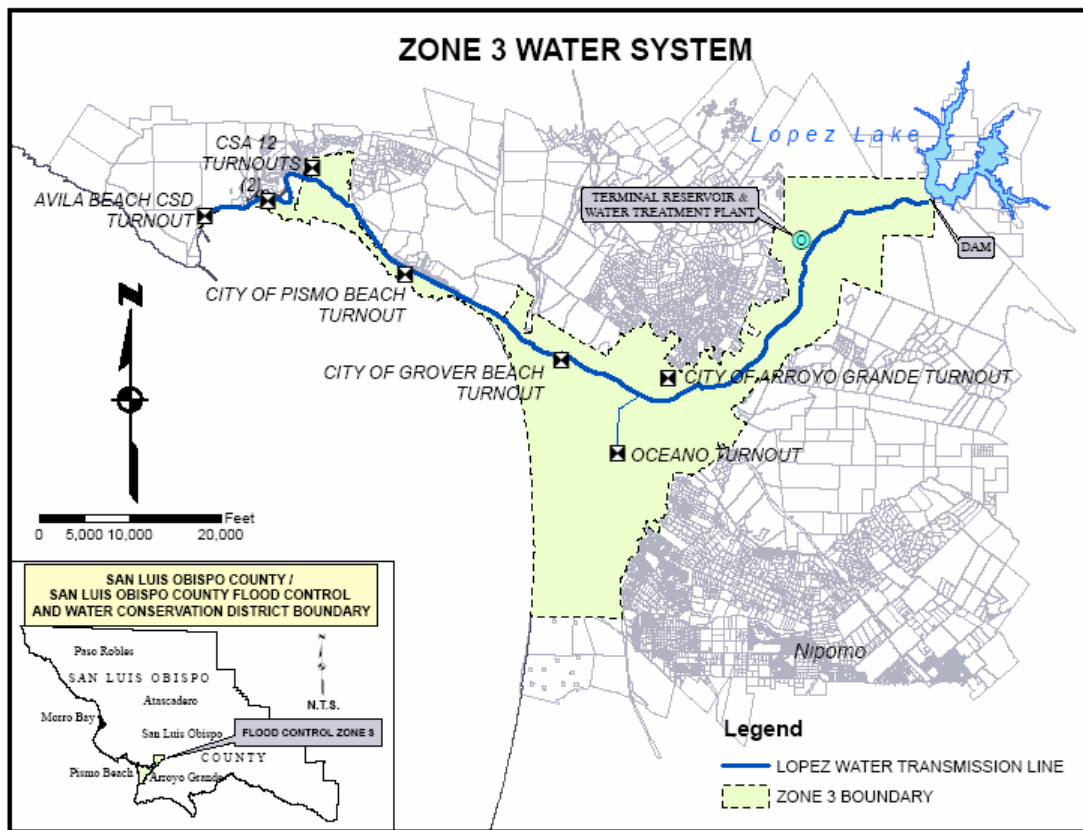 ZONE 3 WATER SYSTEM
Lopez Lake
CSA 12
TURNOUTS
(2)
AVILA BEACH CSD
TURNOUT
TERMINAL RESERVOIR &
WATER TREATMENT PLANT
DAM
CITY OF PISMO BEACH
TURNOUT
N
CITY OF GROVER BEACH
TURNOUT
CITY OF ARROYO GRANDE TURNOUT
OCEANO TURNOUT
Feet
0 5,000 10,000 20,000
Nipomo
SAN LUIS OBISPO COUNTY /
SAN LUIS OBISPO COUNTY FLOOD CONTROL
AND WATER CONSERVATION DISTRICT BOUNDARY
Paso Robles
N
SAN LUIS OBISPO
Atascadero
N.T.S.
Morro Bay
San Luis Obispo
FLOOD CONTROL ZONE 3
COUNTY
Pismo Beach
Arroyo Grande
Legend
LOPEZ WATER TRANSMISSION LINE
ZONE 3 BOUNDARY